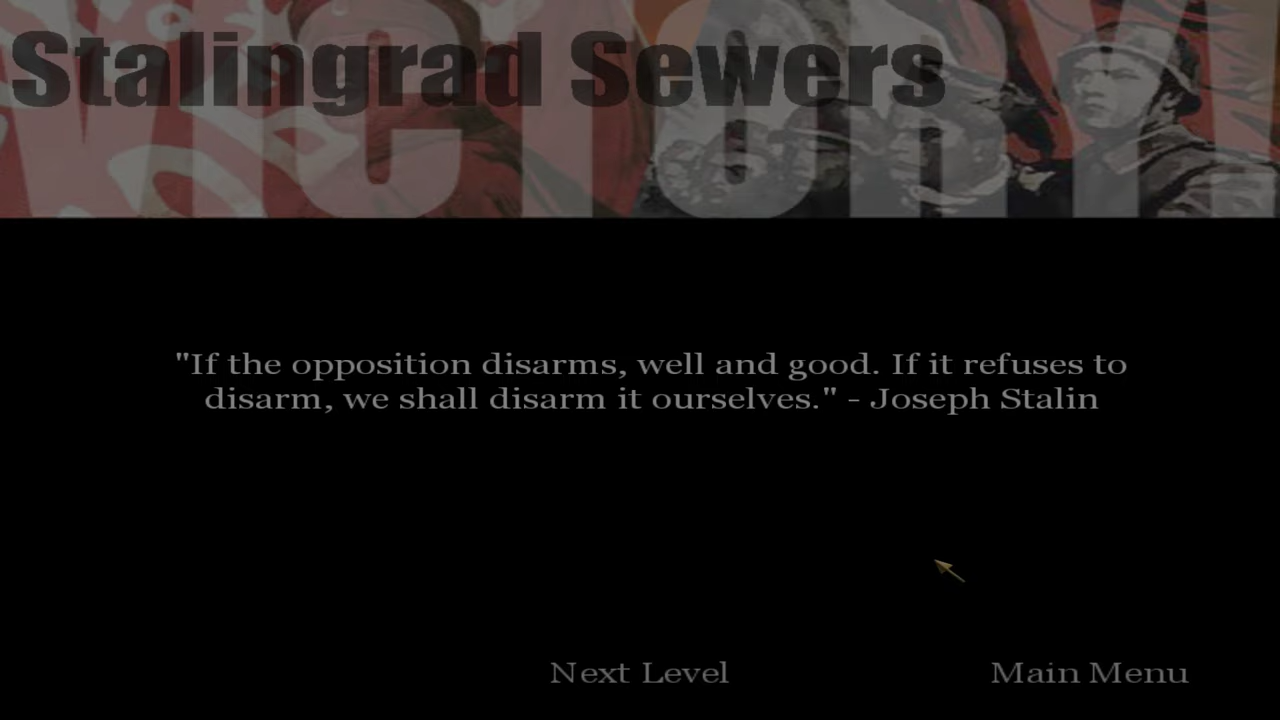 VICTORY
Stalingrad Sewers
"If the opposition disarms, well and good. If it refuses to
disarm, we shall disarm it ourselves." - Joseph Stalin
Next Level
Main Menu